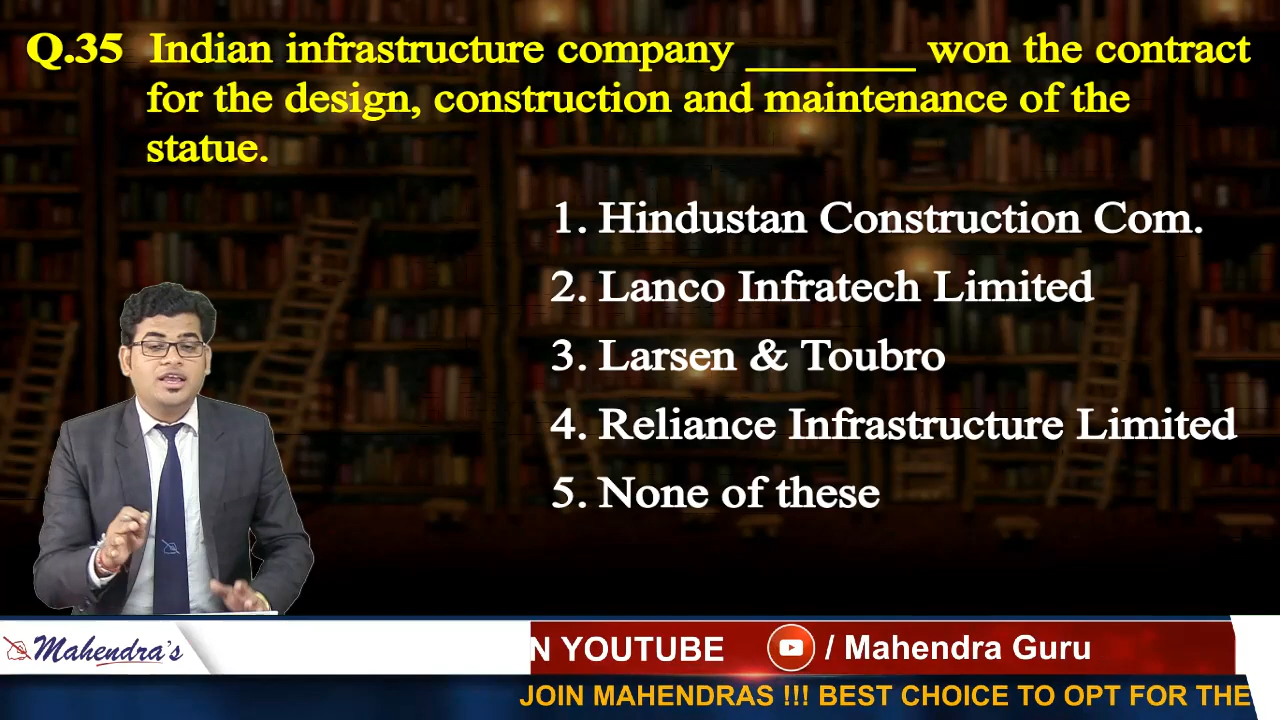 Q.35 Indian infrastructure company ________ won the contract
for the design, construction and maintenance of the
statue.
1. Hindustan Construction Com.
2. Lanco Infratech Limited
3. Larsen & Toubro
4. Reliance Infrastructure Limited
5. None of these
Mahendra's
N YOUTUBE / Mahendra Guru
JOIN MAHENDRAS !!! BEST CHOICE TO OPT FOR THE